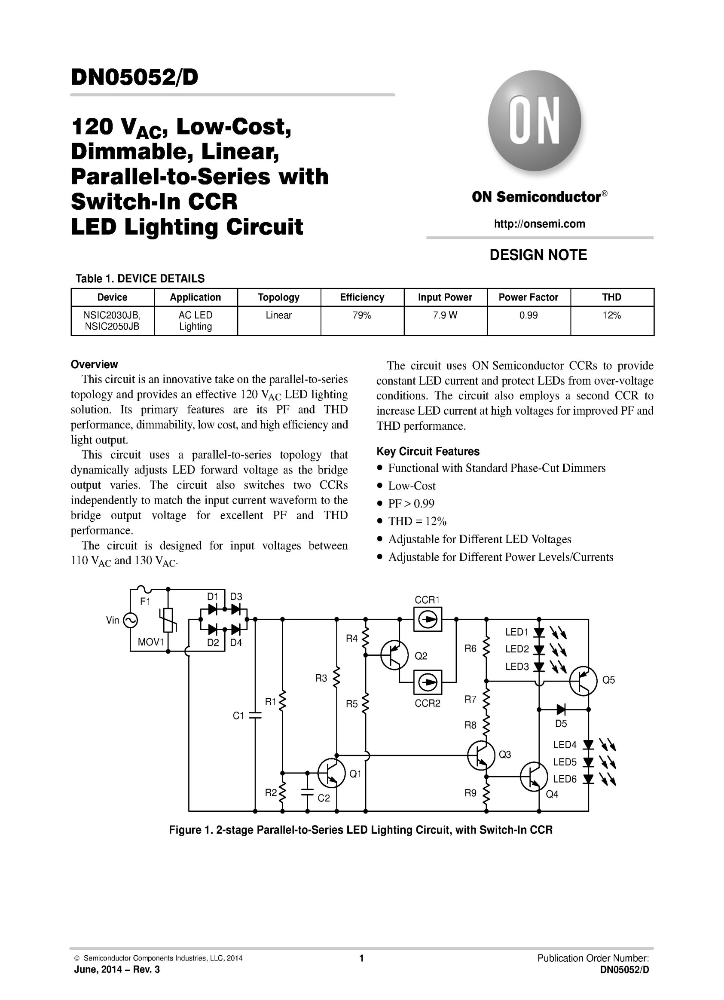 DN05052/D
120 VAC, Low-Cost,
Dimmable, Linear,
Parallel-to-Series with
Switch-In CCR
LED Lighting Circuit
ON
ON Semiconductor®
http://onsemi.com
DESIGN NOTE
Table 1. DEVICE DETAILS
Device Application Topology Efficiency Input Power Power Factor THD
NSIC2030JB, AC LED Linear 79% 7.9 W 0.99 12%
NSIC2050JB Lighting
Overview
This circuit is an innovative take on the parallel-to-series
topology and provides an effective 120 VAC LED lighting
solution. Its primary features are its PF and THD
performance, dimmability, low cost, and high efficiency and
light output.
This circuit uses a parallel-to-series topology that
dynamically adjusts LED forward voltage as the bridge
output varies. The circuit also switches two CCRs
independently to match the input current waveform to the
bridge output voltage for excellent PF and THD
performance.
The circuit is designed for input voltages between
110 VAC and 130 VAC.
The circuit uses ON Semiconductor CCRs to provide
constant LED current and protect LEDs from over-voltage
conditions. The circuit also employs a second CCR to
increase LED current at high voltages for improved PF and
THD performance.
Key Circuit Features
• Functional with Standard Phase-Cut Dimmers
• Low-Cost
• PF > 0.99
• THD = 12%
• Adjustable for Different LED Voltages
• Adjustable for Different Power Levels/Currents
F1
D1 D3
CCR1
Vin
LED1
R4
MOV1
D2 D4
R6
LED2
Q2
LED3
R3
Q5
R1
R5
CCR2
R7
C1
R8
D5
LED4
Q3
LED5
Q1
LED6
R2
C2
R9
Q4
Figure 1. 2-stage Parallel-to-Series LED Lighting Circuit, with Switch-In CCR
© Semiconductor Components Industries, LLC, 2014
June, 2014 – Rev. 3
1
Publication Order Number:
DN05052/D